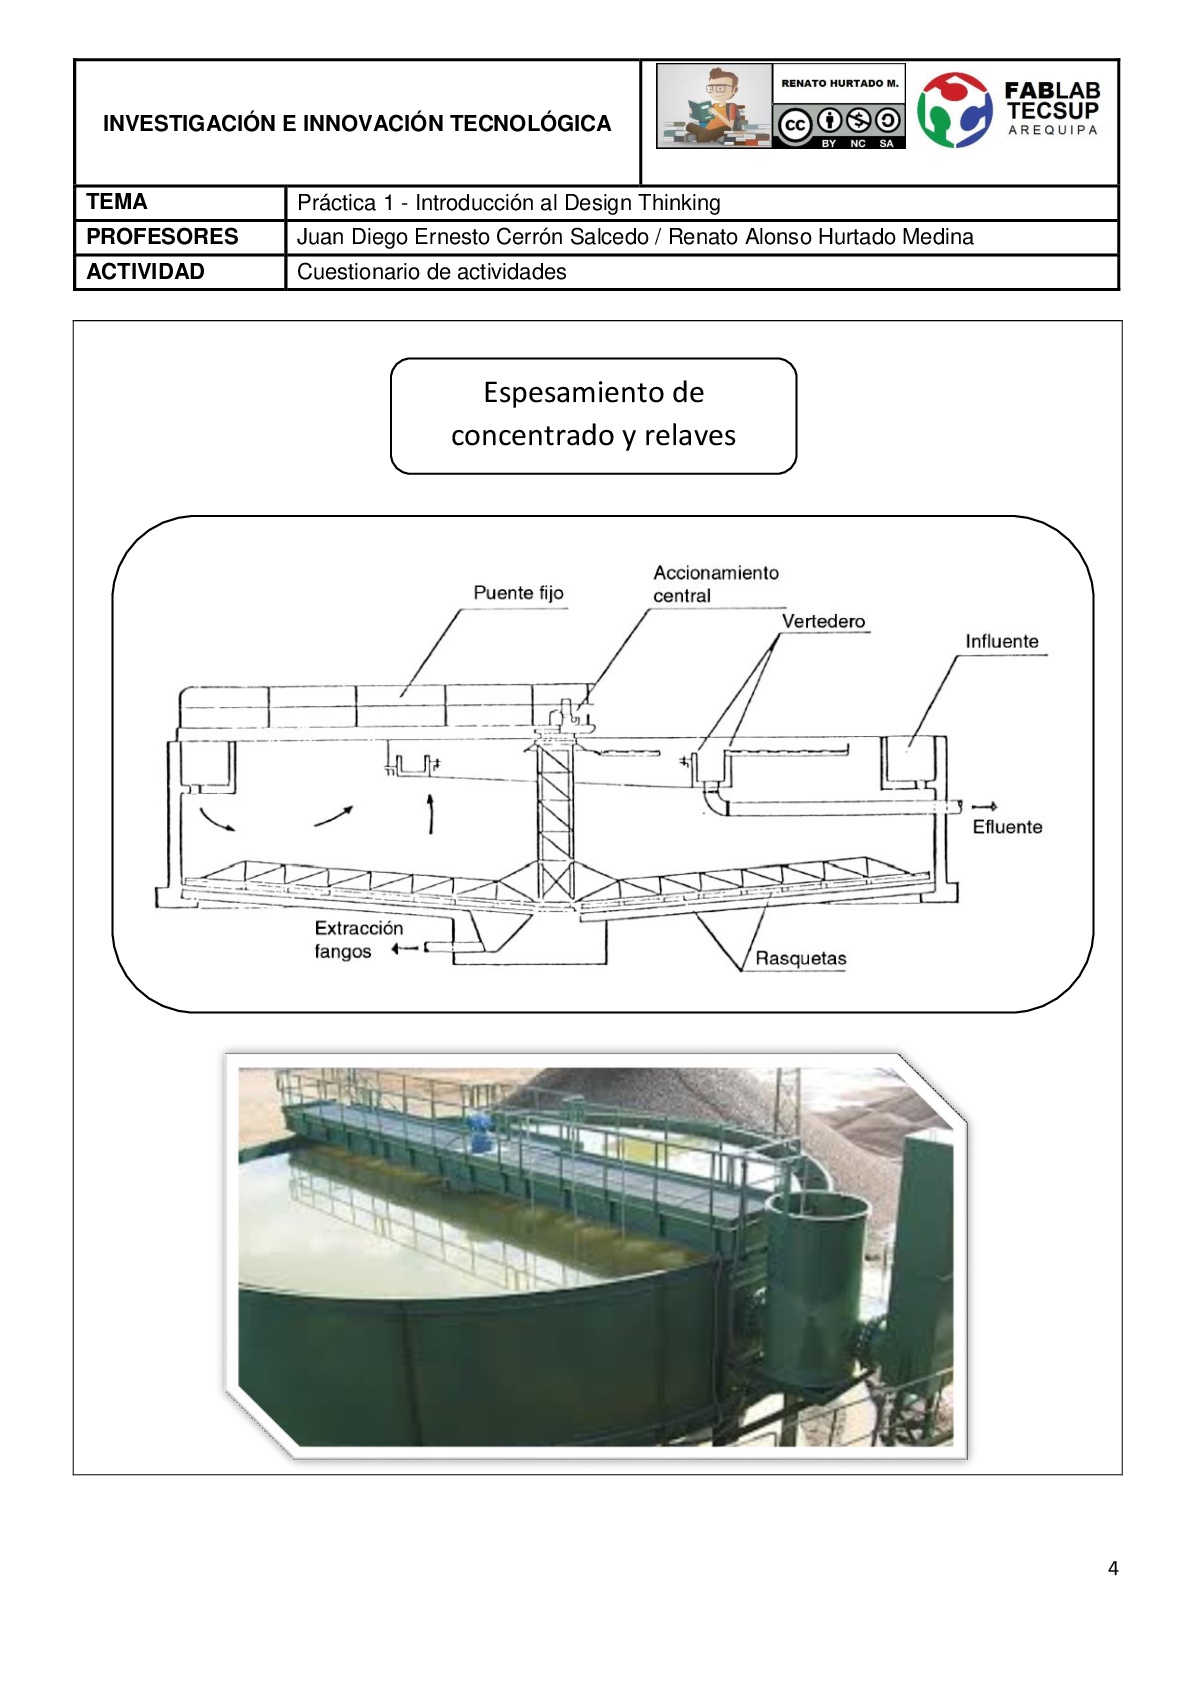 INVESTIGACIÓN E INNOVACIÓN TECNOLÓGICA
RENATO HURTADO M.
CC
BY NC SA
FABLAB
TECSUP
AREQUIPA
TEMA
Práctica 1 - Introducción al Design Thinking
PROFESORES
Juan Diego Ernesto Cerrón Salcedo / Renato Alonso Hurtado Medina
ACTIVIDAD
Cuestionario de actividades
Espesamiento de
concentrado y relaves
Accionamiento
central
Puente fijo
Vertedero
Influente
Efluente
Extracción
fangos
Rasquetas
4